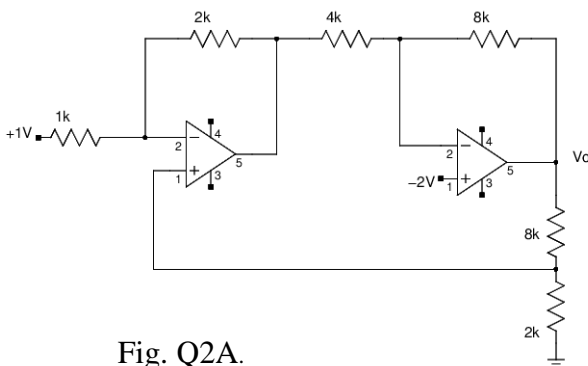 2k 4k 8k
1k
+1V
2 − 4
1 + 3 5
2 − 4
−2V 1 + 3 5
Vo
8k
2k
Fig. Q2A.